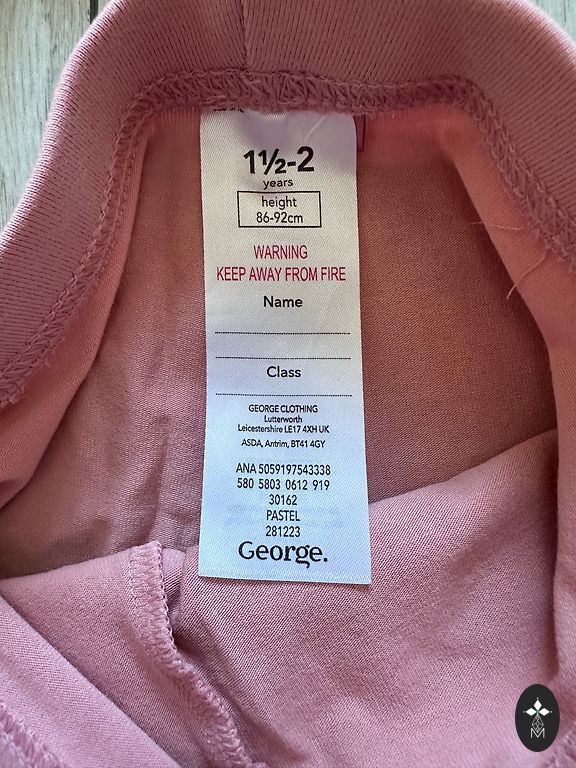 1½-2
years
height
86-92cm
WARNING
KEEP AWAY FROM FIRE
Name
Class
GEORGE CLOTHING
Lutterworth
Leicestershire LE17 4XH UK
ASDA, Antrim, BT41 4GY
ANA 5059197543338
580 5803 0612 919
30162
PASTEL
281223
George.
M